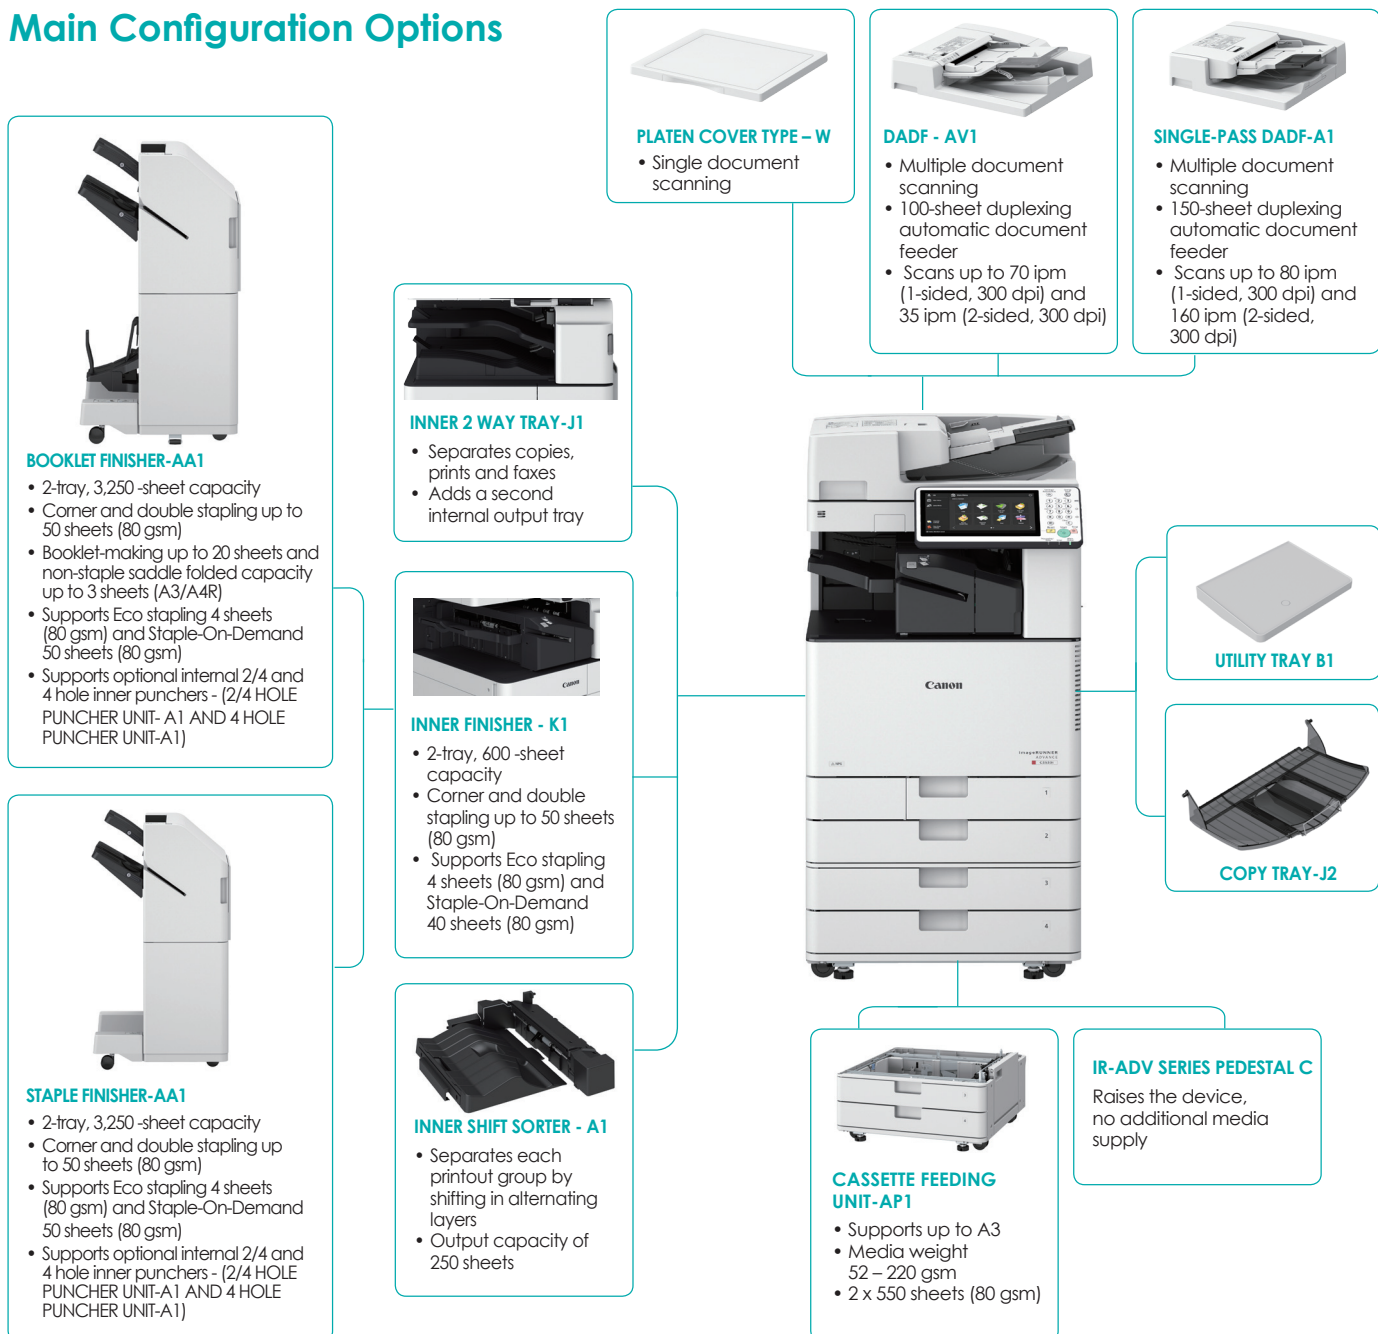 Main Configuration Options
PLATEN COVER TYPE – W
• Single document
scanning
DADF - AV1
• Multiple document
scanning
• 100-sheet duplexing
automatic document
feeder
• Scans up to 70 ipm
(1-sided, 300 dpi) and
35 ipm (2-sided, 300 dpi)
SINGLE-PASS DADF-A1
• Multiple document
scanning
• 150-sheet duplexing
automatic document
feeder
• Scans up to 80 ipm
(1-sided, 300 dpi) and
160 ipm (2-sided,
300 dpi)
BOOKLET FINISHER-AA1
• 2-tray, 3,250 -sheet capacity
• Corner and double stapling up to
50 sheets (80 gsm)
• Booklet-making up to 20 sheets and
non-staple saddle folded capacity
up to 3 sheets (A3/A4R)
• Supports Eco stapling 4 sheets
(80 gsm) and Staple-On-Demand
50 sheets (80 gsm)
• Supports optional internal 2/4 and
4 hole inner punchers - (2/4 HOLE
PUNCHER UNIT- A1 AND 4 HOLE
PUNCHER UNIT-A1)
STAPLE FINISHER-AA1
• 2-tray, 3,250 -sheet capacity
• Corner and double stapling up
to 50 sheets (80 gsm)
• Supports Eco stapling 4 sheets
(80 gsm) and Staple-On-Demand
50 sheets (80 gsm)
• Supports optional internal 2/4 and
4 hole inner punchers - (2/4 HOLE
PUNCHER UNIT-A1 AND 4 HOLE
PUNCHER UNIT-A1)
INNER 2 WAY TRAY-J1
• Separates copies,
prints and faxes
• Adds a second
internal output tray
Canon
INNER FINISHER - K1
• 2-tray, 600 -sheet
capacity
• Corner and double
stapling up to 50 sheets
(80 gsm)
• Supports Eco stapling
4 sheets (80 gsm) and
Staple-On-Demand
40 sheets (80 gsm)
INNER SHIFT SORTER - A1
• Separates each
printout group by
shifting in alternating
layers
• Output capacity of
250 sheets
Canon
imageRUNNER
ADVANCE
1
2
3
4
UTILITY TRAY B1
COPY TRAY-J2
CASSETTE FEEDING
UNIT-AP1
• Supports up to A3
• Media weight
52 – 220 gsm
• 2 x 550 sheets (80 gsm)
IR-ADV SERIES PEDESTAL C
Raises the device,
no additional media
supply